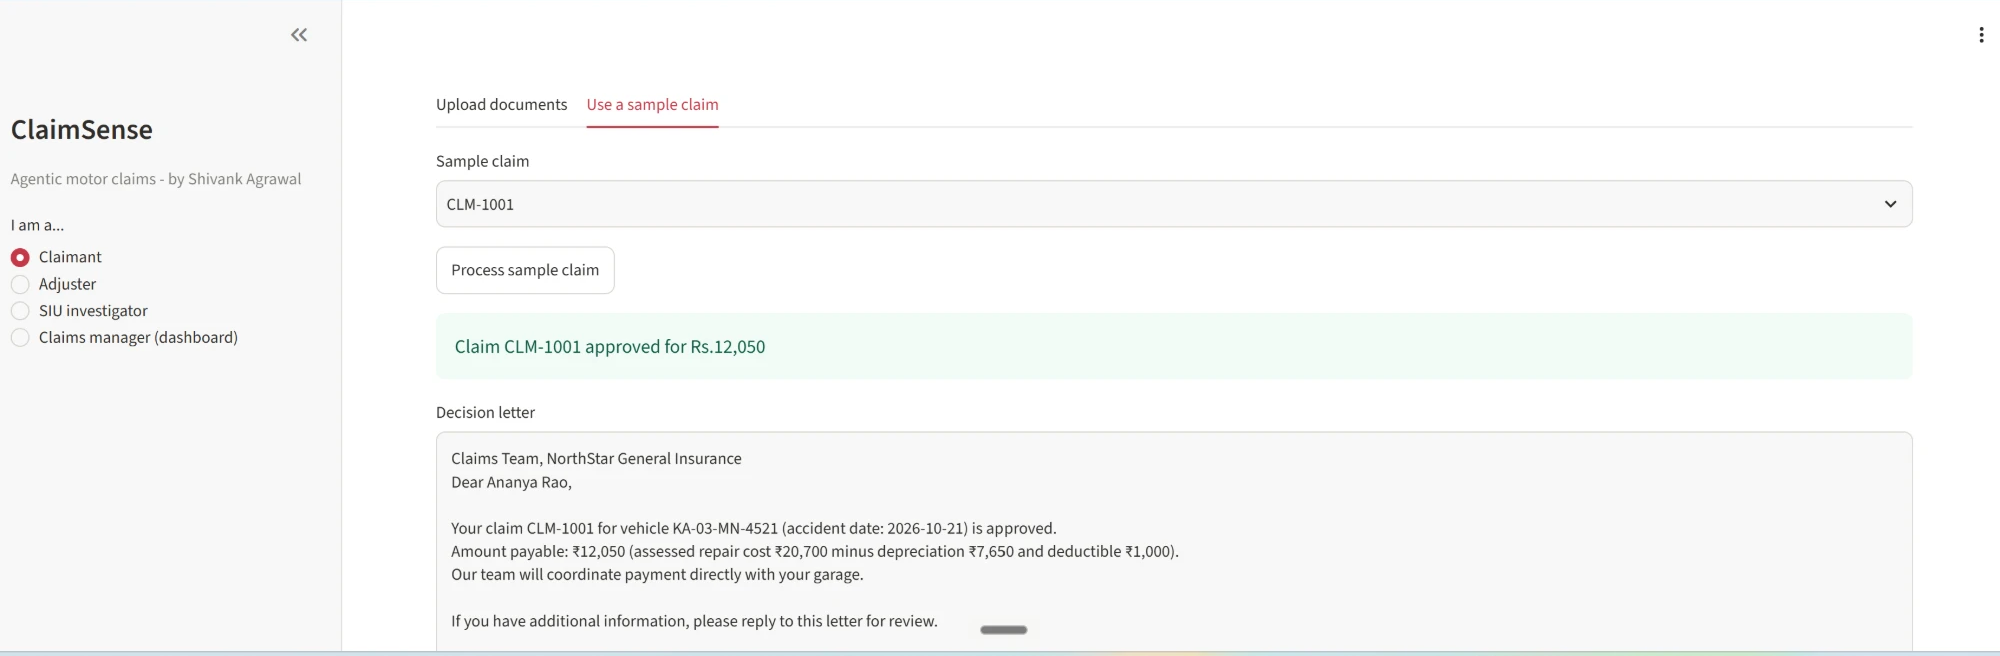 ClaimSense
Agentic motor claims - by Shivank Agrawal
I am a...
Claimant
Adjuster
SIU investigator
Claims manager (dashboard)
Upload documents
Use a sample claim
Sample claim
CLM-1001
Process sample claim
Claim CLM-1001 approved for Rs.12,050
Decision letter
Claims Team, NorthStar General Insurance
Dear Ananya Rao,
Your claim CLM-1001 for vehicle KA-03-MN-4521 (accident date: 2026-10-21) is approved.
Amount payable: ₹12,050 (assessed repair cost ₹20,700 minus depreciation ₹7,650 and deductible ₹1,000).
Our team will coordinate payment directly with your garage.
If you have additional information, please reply to this letter for review.